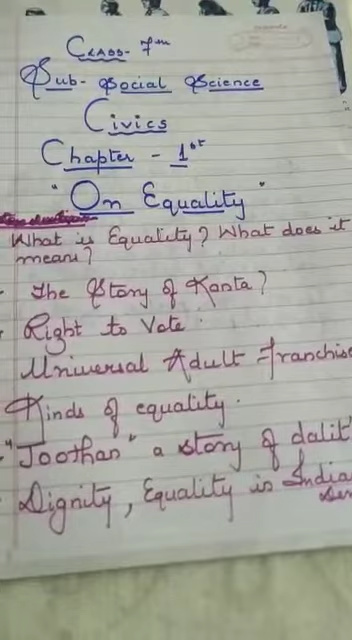 Class - 7th
Sub- Social Science
Civics
Chapter - 1st
"On Equality"
What is Equality? What does it
mean?
- The Story of Kanta?
- Right to Vote:
Universal Adult Franchise
Kinds of equality.
- "Joothan" a story of dalit
- Dignity, Equality in India